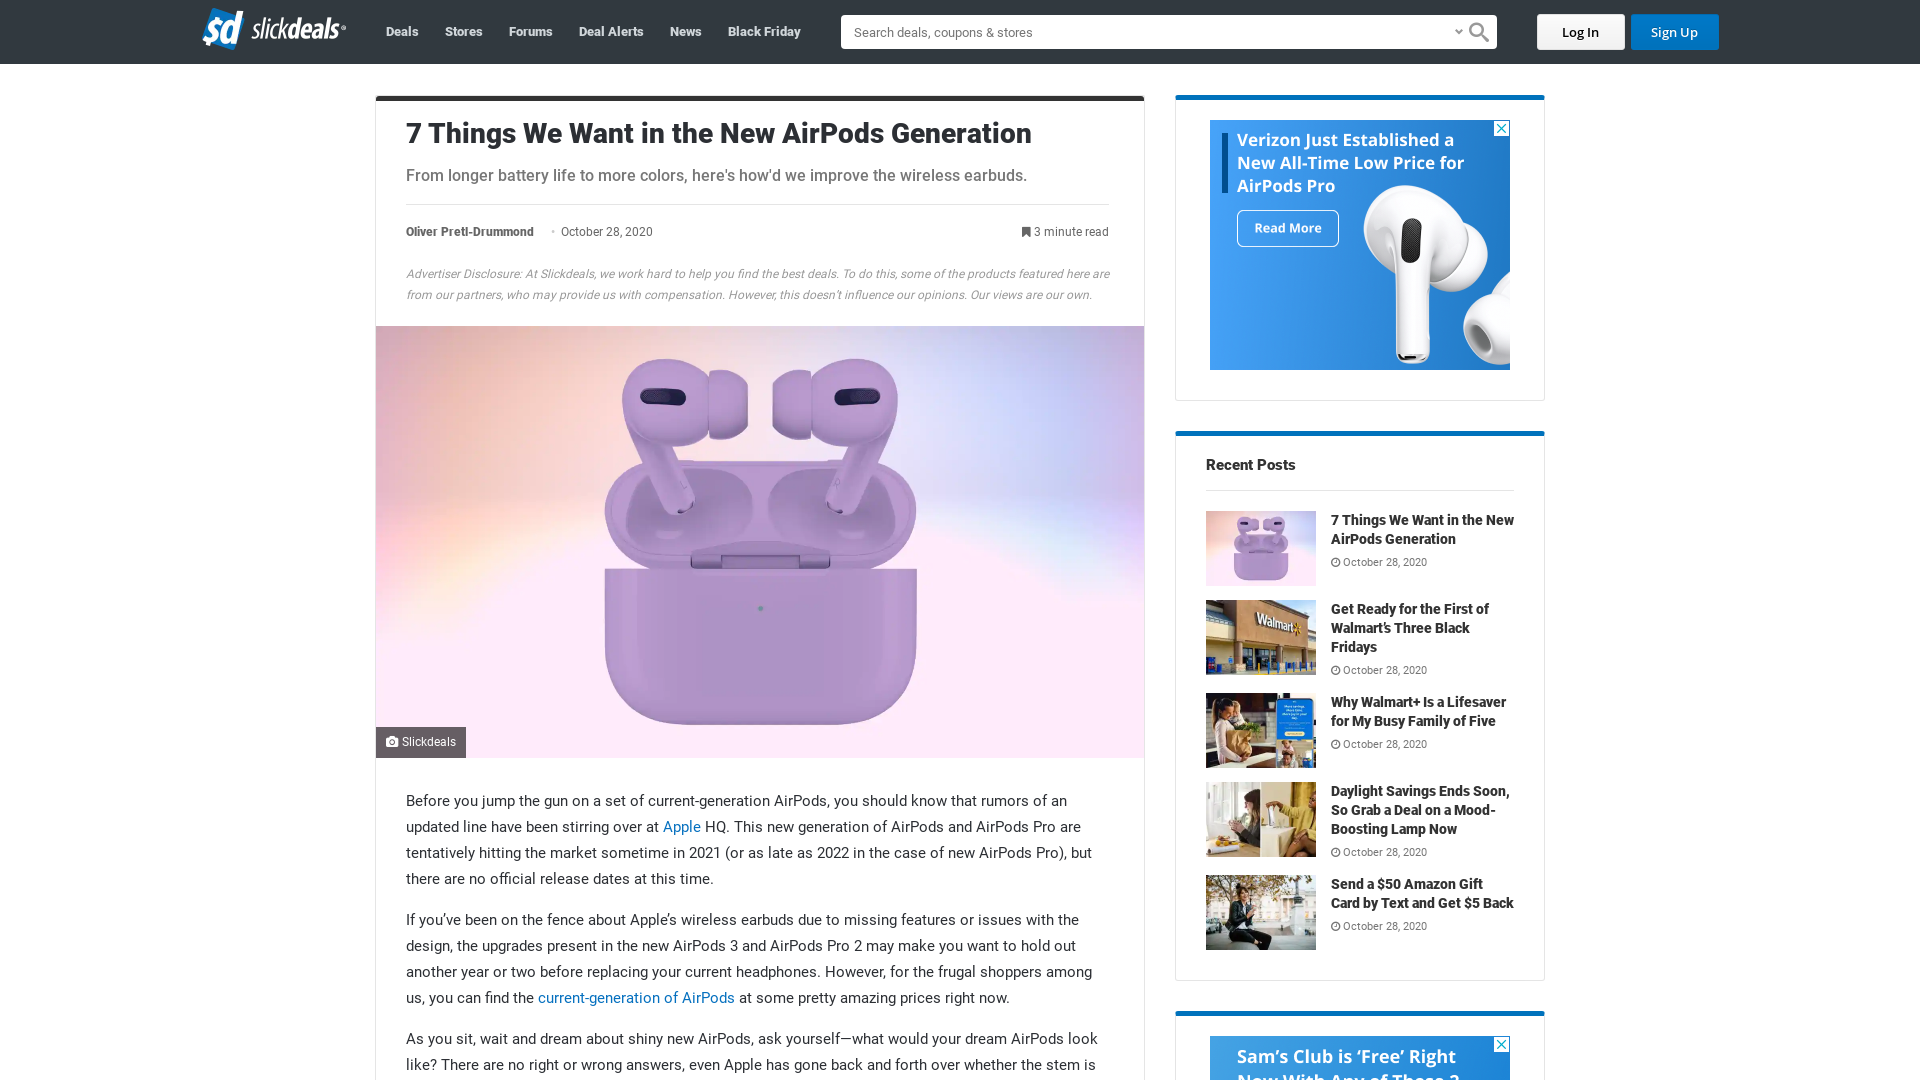 sd slickdeals
Deals
Stores
Forums
Deal Alerts
News
Black Friday
Search deals, coupons & stores
Log In
Sign Up
7 Things We Want in the New AirPods Generation
From longer battery life to more colors, here's how'd we improve the wireless earbuds.
Oliver Pretl-Drummond • October 28, 2020
3 minute read
Advertiser Disclosure: At Slickdeals, we work hard to help you find the best deals. To do this, some of the products featured here are
from our partners, who may provide us with compensation. However, this doesn’t influence our opinions. Our views are our own.
Slickdeals
Before you jump the gun on a set of current-generation AirPods, you should know that rumors of an
updated line have been stirring over at Apple HQ. This new generation of AirPods and AirPods Pro are
tentatively hitting the market sometime in 2021 (or as late as 2022 in the case of new AirPods Pro), but
there are no official release dates at this time.
If you’ve been on the fence about Apple’s wireless earbuds due to missing features or issues with the
design, the upgrades present in the new AirPods 3 and AirPods Pro 2 may make you want to hold out
another year or two before replacing your current headphones. However, for the frugal shoppers among
us, you can find the current-generation of AirPods at some pretty amazing prices right now.
As you sit, wait and dream about shiny new AirPods, ask yourself—what would your dream AirPods look
like? There are no right or wrong answers, even Apple has gone back and forth over whether the stem is
Verizon Just Established a
New All-Time Low Price for
AirPods Pro
Read More
Recent Posts
7 Things We Want in the New
AirPods Generation
October 28, 2020
Walmart
Get Ready for the First of
Walmart’s Three Black
Fridays
October 28, 2020
Why Walmart+ Is a Lifesaver
for My Busy Family of Five
October 28, 2020
Daylight Savings Ends Soon,
So Grab a Deal on a Mood-
Boosting Lamp Now
October 28, 2020
Send a $50 Amazon Gift
Card by Text and Get $5 Back
October 28, 2020
Sam’s Club is ‘Free’ Right
Now With Any of These 3